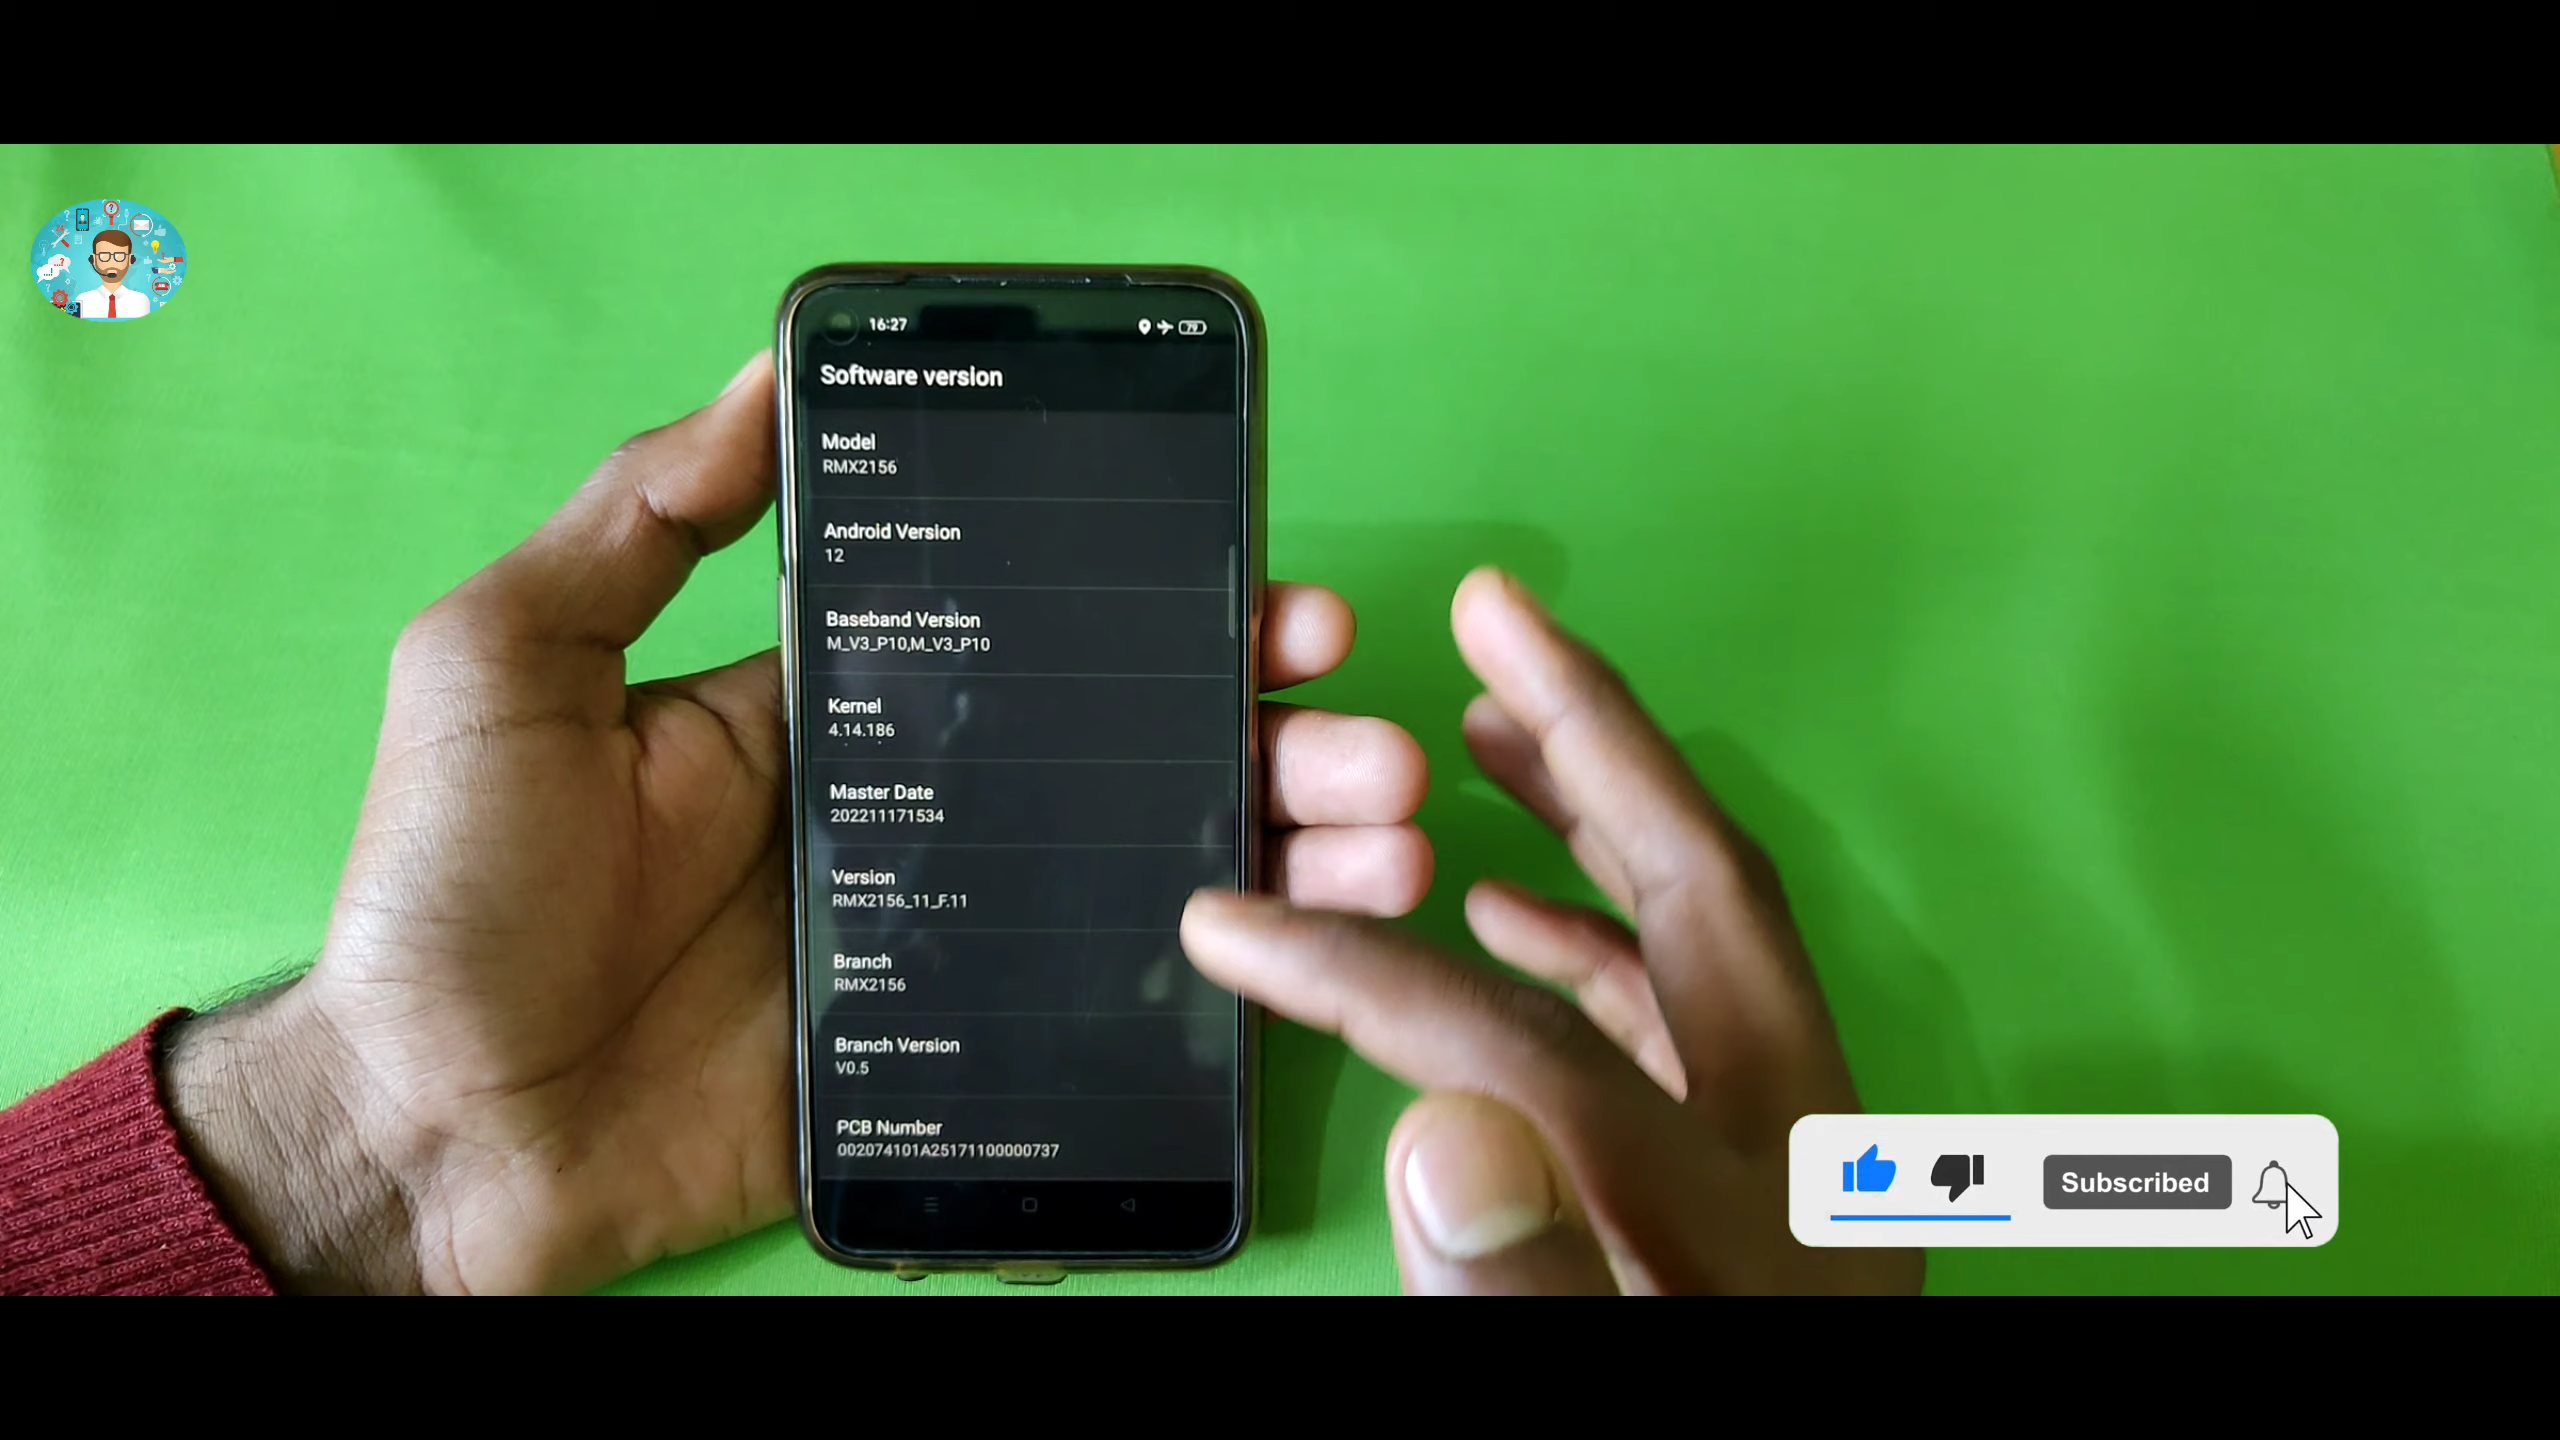 16:27
79
Software version
Model
RMX2156
Android Version
12
Baseband Version
M_V3_P10,M_V3_P10
Kernel
4.14.186
Master Date
202211171534
Version
RMX2156_11_F.11
Branch
RMX2156
Branch Version
V0.5
PCB Number
002074101A25171100000737
Subscribed